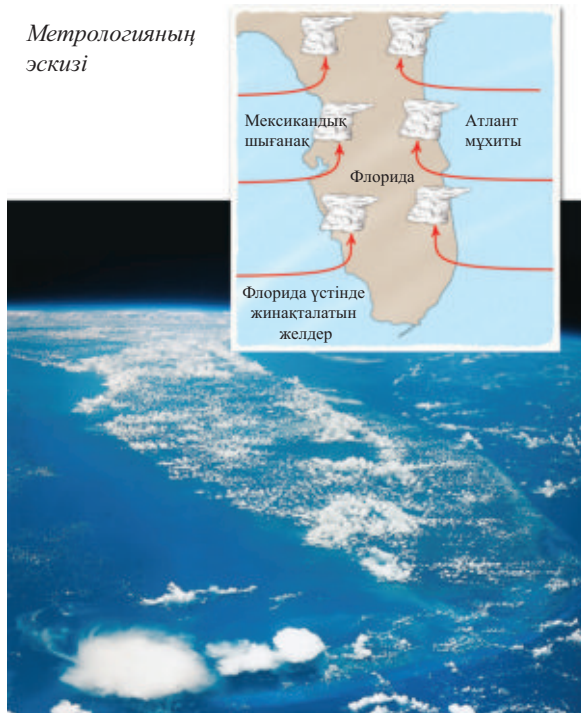 Метрологияның
эскизі
Мексикандық
шығанақ
Атлант
мұхиты
Флорида
Флорида үстінде
жинақталатын
желдер